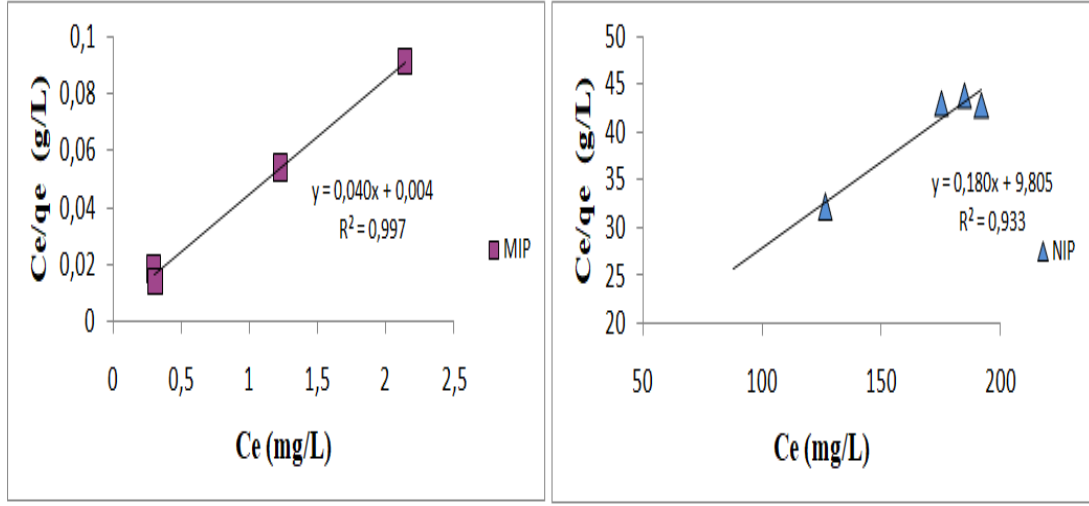 Ce/qe (g/L)
0,1
0,08
0,06
0,04
0,02
0
y = 0,040x + 0,004
R² = 0,997
MIP
0 0,5 1 1,5 2 2,5
Ce (mg/L)
Ce/qe (g/L)
50
45
40
35
30
25
20
y = 0,180x + 9,805
R² = 0,933
NIP
50 100 150 200
Ce (mg/L)